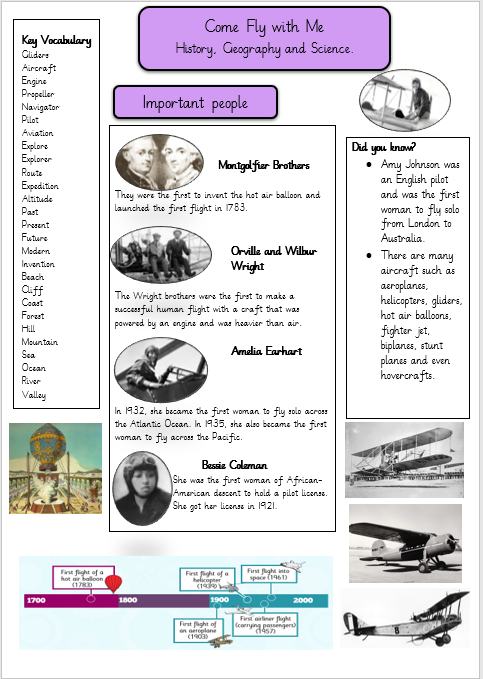 Come Fly with Me
History, Geography and Science.
Key Vocabulary
Gliders
Aircraft
Engine
Propeller
Navigator
Pilot
Aviation
Explore
Explorer
Route
Expedition
Altitude
Past
Present
Future
Modern
Invention
Beach
Cliff
Coast
Forest
Hill
Mountain
Sea
Ocean
River
Valley
Important people
Montgolfier Brothers
They were the first to invent the hot air balloon and
launched the first flight in 1783.
Orville and Wilbur
Wright
The Wright brothers were the first to make a
successful human flight with a craft that was
powered by an engine and was heavier than air.
Amelia Earhart
In 1932, she became the first woman to fly solo across
the Atlantic Ocean. In 1935, she also became the first
woman to fly across the Pacific.
Bessie Coleman
She was the first woman of African-
American descent to hold a pilot license.
She got her license in 1921.
Did you know?
● Amy Johnson was
an English pilot
and was the first
woman to fly solo
from London to
Australia.
● There are many
aircraft such as
aeroplanes,
helicopters, gliders,
hot air balloons,
fighter jet,
biplanes, stunt
planes and even
hovercrafts.
First flight of a
hot air balloon
(1783)
First flight of a
helicopter
(1939)
First flight into
space (1961)
1700
1800
1900
2000
First flight of
an aeroplane
(1903)
First airliner flight
(carrying passengers)
(1957)
8